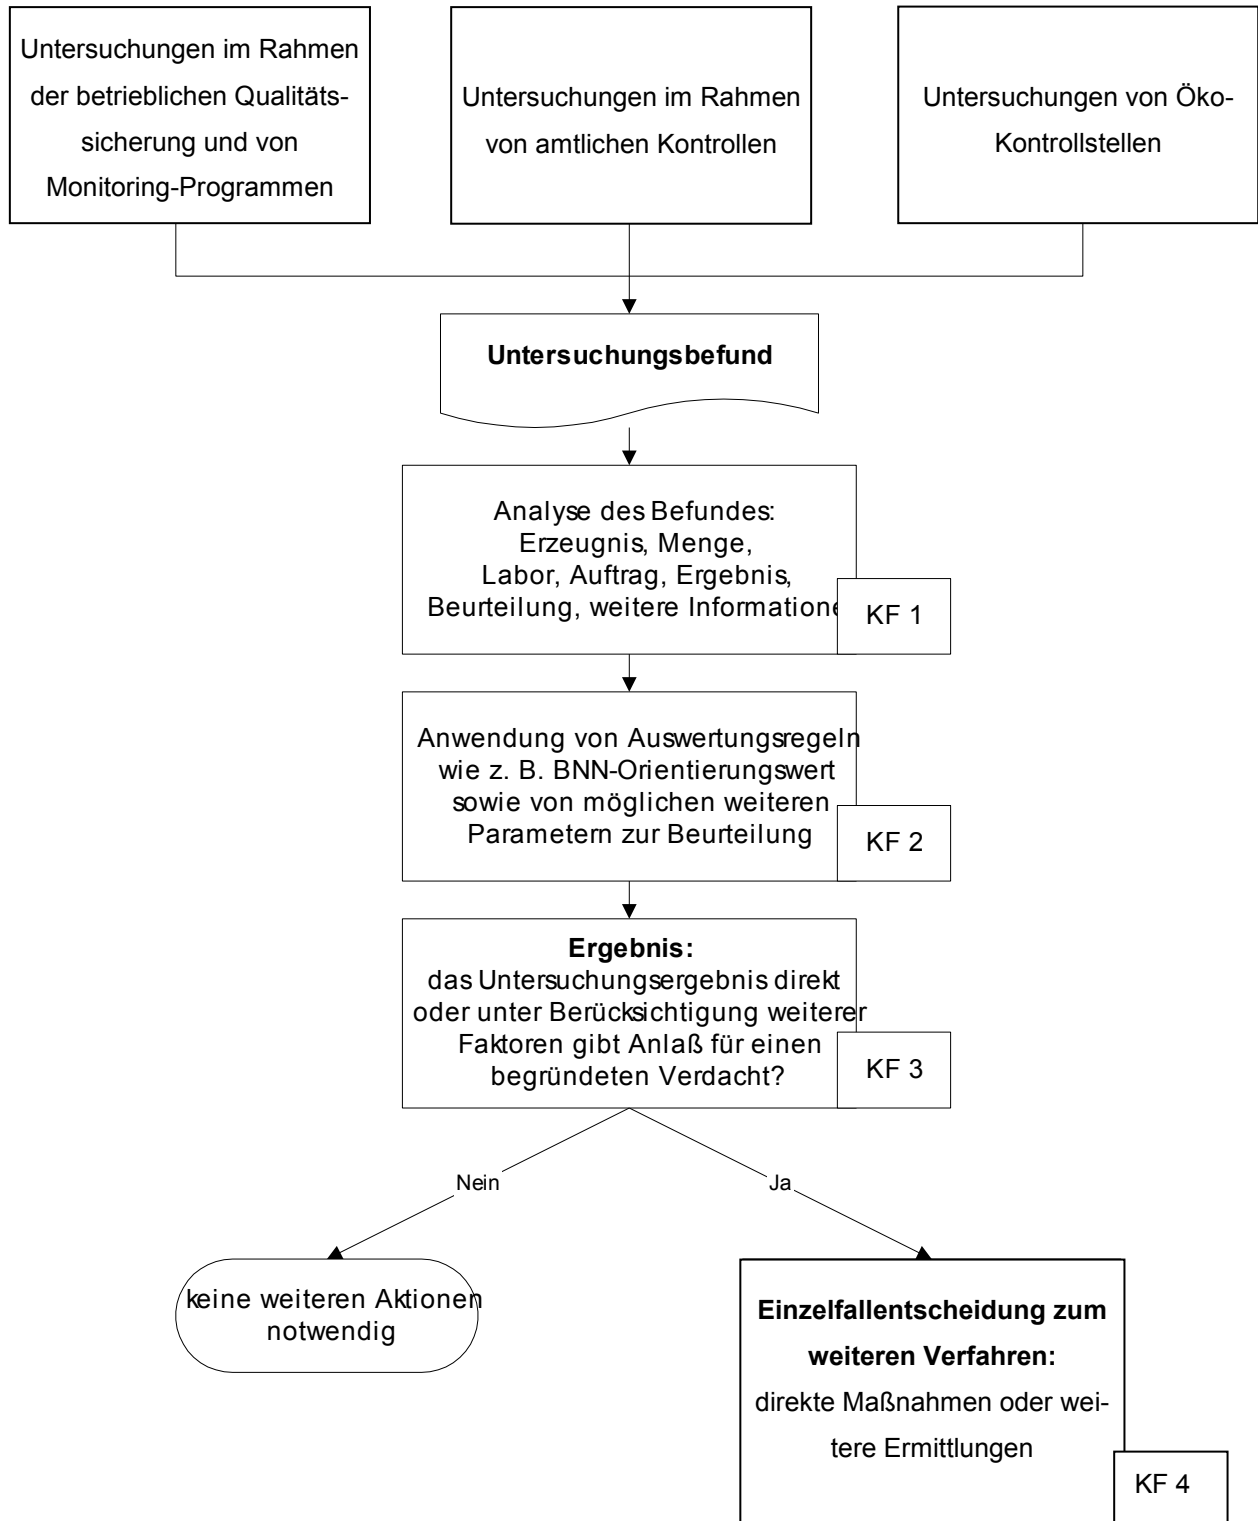 Untersuchungen im Rahmen
der betrieblichen Qualitäts-
sicherung und von
Monitoring-Programmen
Untersuchungen im Rahmen
von amtlichen Kontrollen
Untersuchungen von Öko-
Kontrollstellen
Untersuchungsbefund
Analyse des Befundes:
Erzeugnis, Menge,
Labor, Auftrag, Ergebnis,
Beurteilung, weitere Informatione
KF 1
Anwendung von Auswertungsregeln
wie z. B. BNN-Orientierungswert
sowie von möglichen weiteren
Parametern zur Beurteilung
KF 2
Ergebnis:
das Untersuchungsergebnis direkt
oder unter Berücksichtigung weiterer
Faktoren gibt Anlaß für einen
begründeten Verdacht?
KF 3
Nein
Ja
keine weiteren Aktionen
notwendig
Einzelfallentscheidung zum
weiteren Verfahren:
direkte Maßnahmen oder wei-
tere Ermittlungen
KF 4